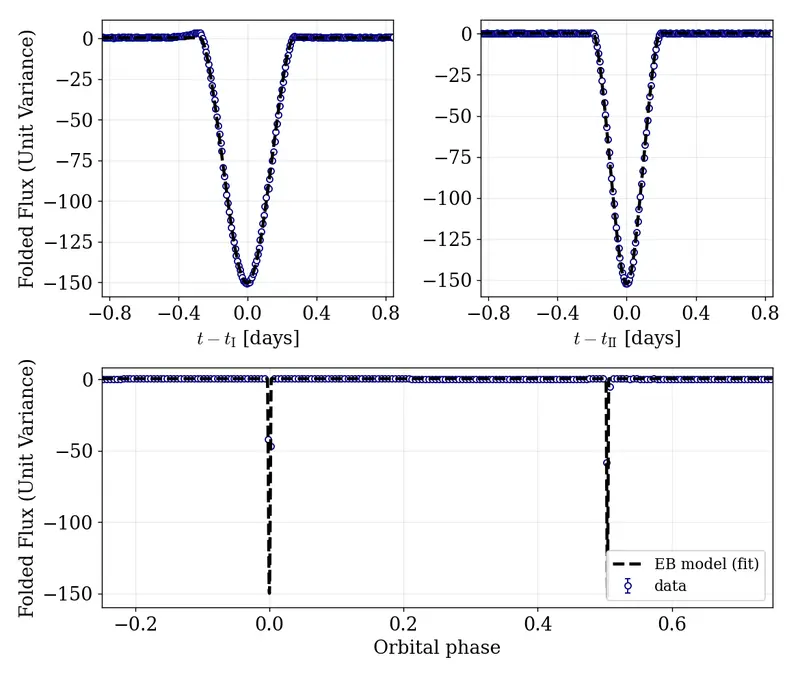 Folded Flux (Unit Variance)
0
−25
−50
−75
−100
−125
−150
−0.8 −0.4 0.0 0.4 0.8
t − tI [days]
0
−25
−50
−75
−100
−125
−150
−0.8 −0.4 0.0 0.4 0.8
t − tII [days]
Folded Flux (Unit Variance)
0
−50
−100
−150
−0.2 0.0 0.2 0.4 0.6
Orbital phase
EB model (fit)
data